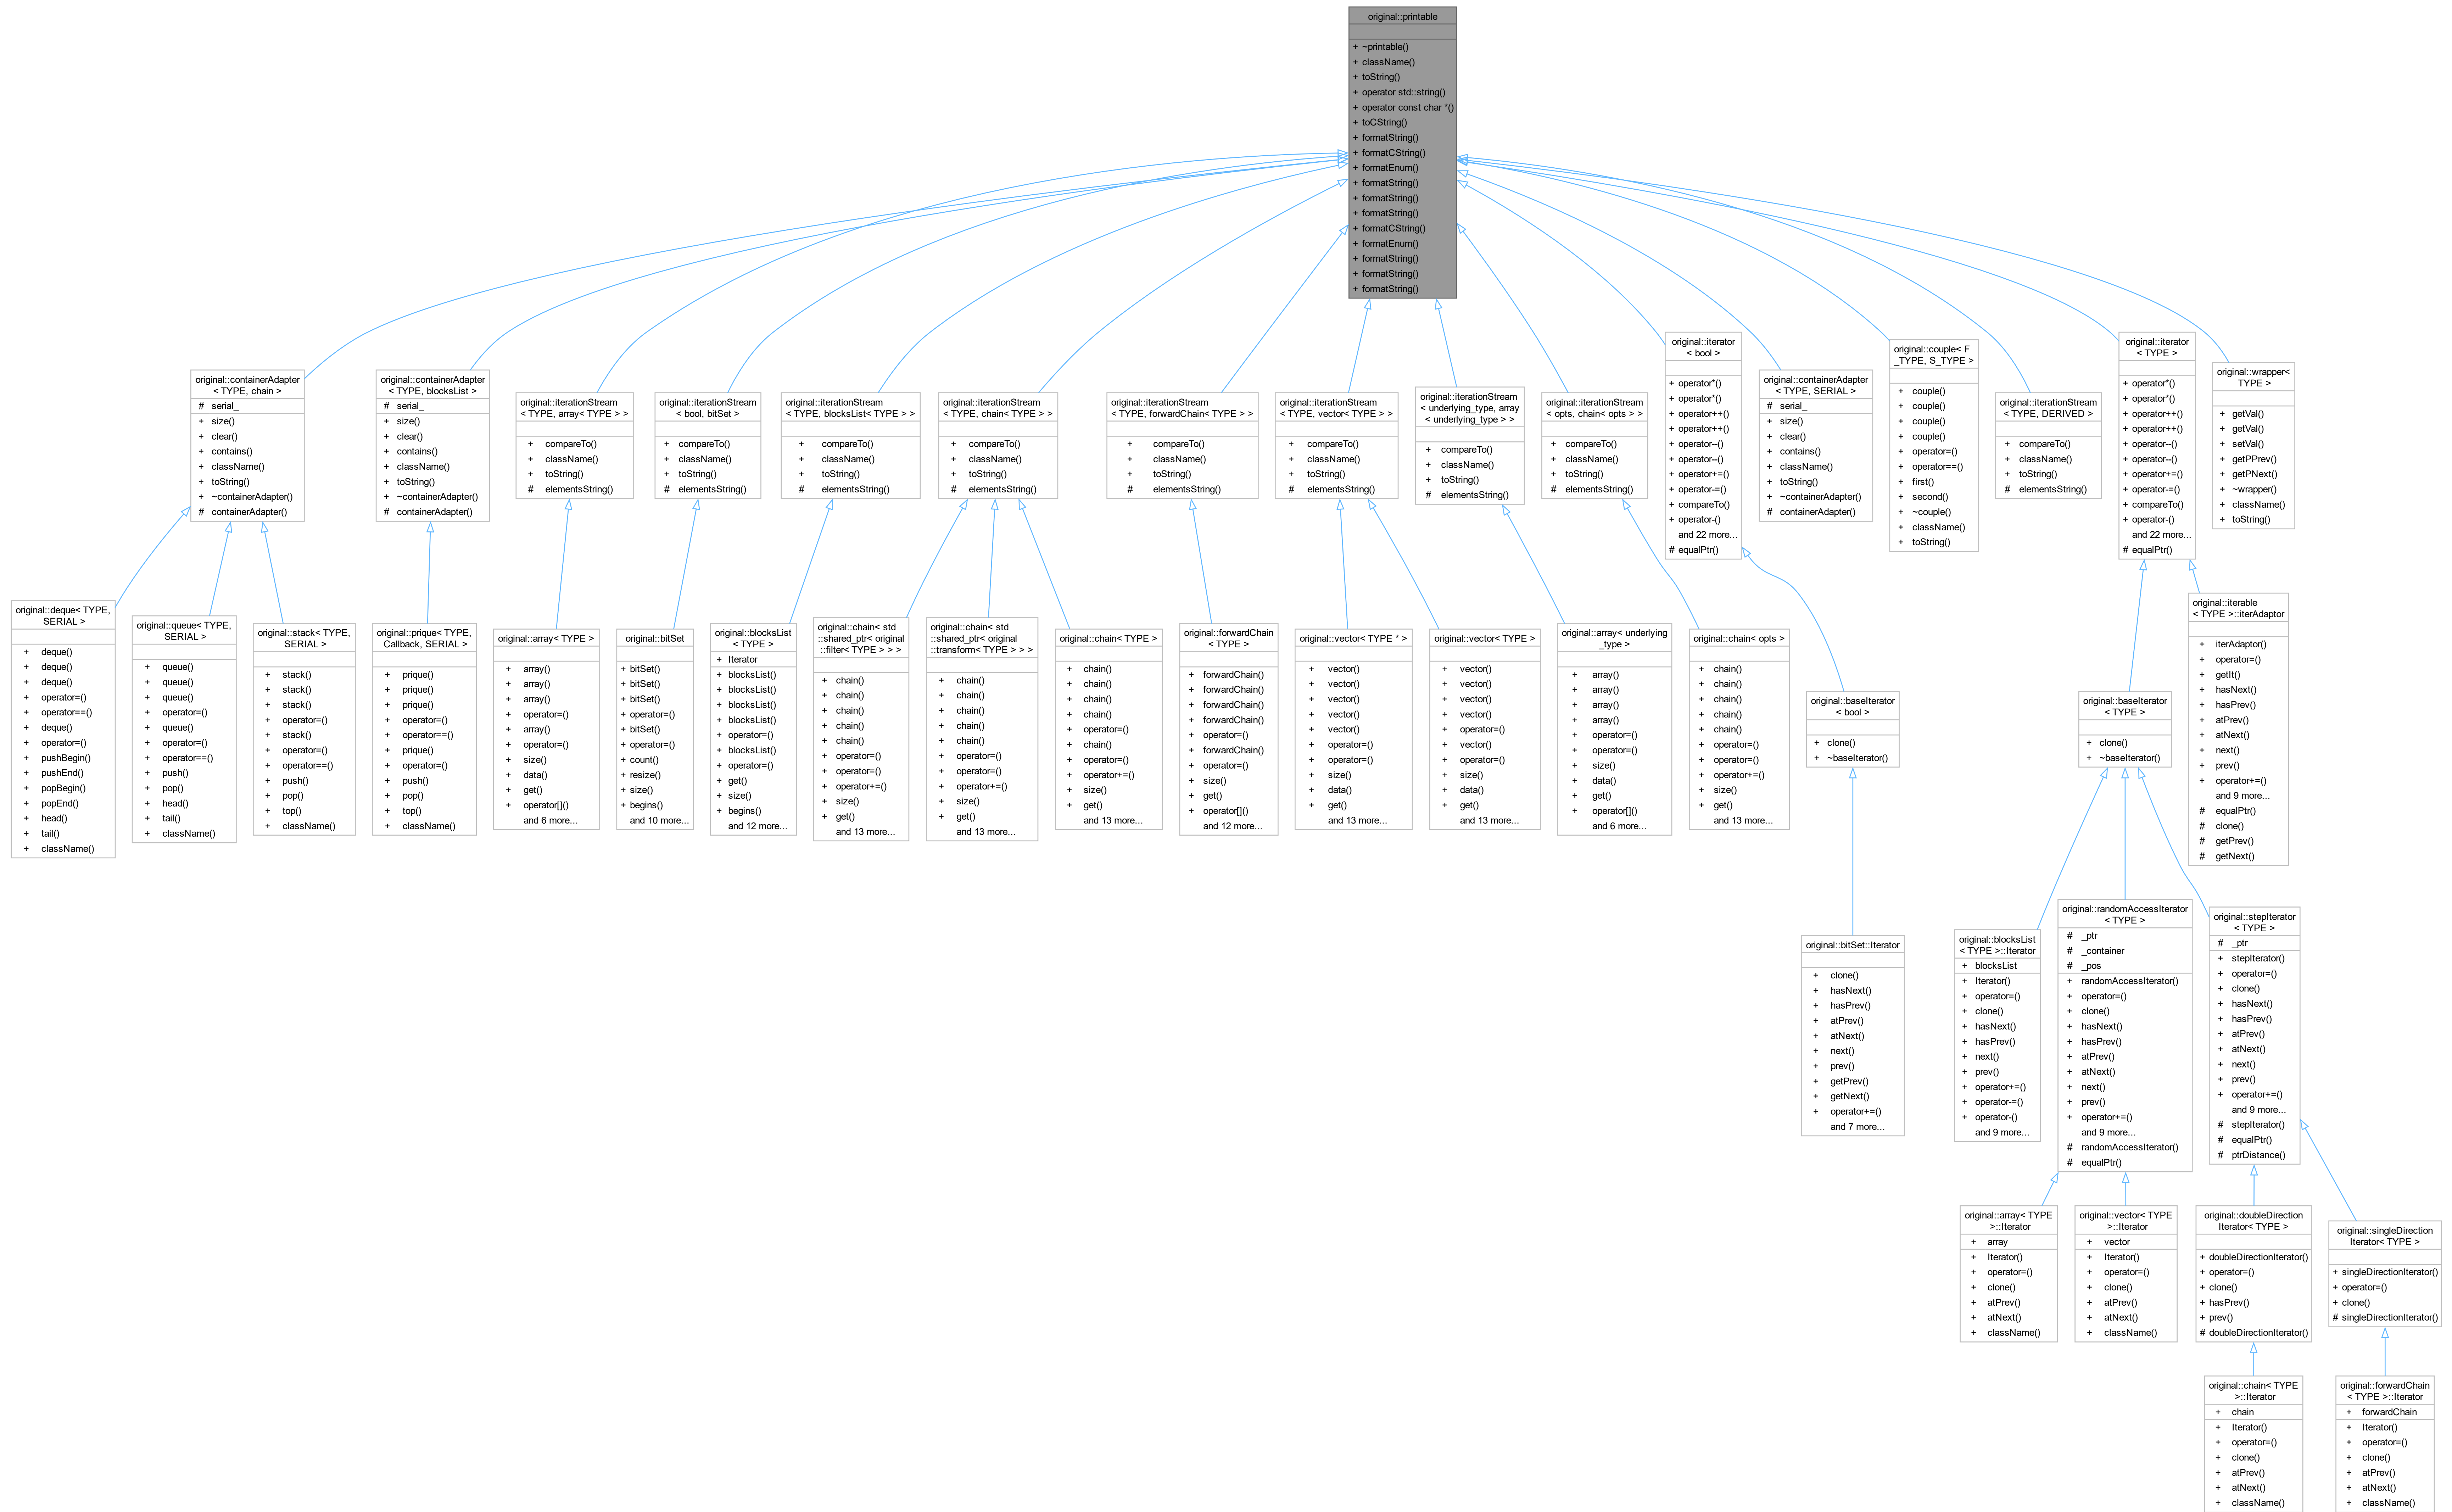 original::printable
+ ~printable()
+ className()
+ toString()
+ operator std::string()
+ operator const char *()
+ toCString()
+ formatString()
+ formatCString()
+ formatEnum()
+ formatString()
+ formatString()
+ formatString()
+ formatCString()
+ formatEnum()
+ formatString()
+ formatString()
+ formatString()
original::containerAdapter
< TYPE, chain >
# serial_
+ size()
+ clear()
+ contains()
+ className()
+ toString()
+ ~containerAdapter()
# containerAdapter()
original::containerAdapter
< TYPE, blocksList >
# serial_
+ size()
+ clear()
+ contains()
+ className()
+ toString()
+ ~containerAdapter()
# containerAdapter()
original::iterationStream
< TYPE, array< TYPE > >
+ compareTo()
+ className()
+ toString()
# elementsString()
original::iterationStream
< bool, bitSet >
+ compareTo()
+ className()
+ toString()
# elementsString()
original::iterationStream
< TYPE, blocksList< TYPE > >
+ compareTo()
+ className()
+ toString()
# elementsString()
original::iterationStream
< TYPE, chain< TYPE > >
+ compareTo()
+ className()
+ toString()
# elementsString()
original::iterationStream
< TYPE, forwardChain< TYPE > >
+ compareTo()
+ className()
+ toString()
# elementsString()
original::iterationStream
< TYPE, vector< TYPE > >
+ compareTo()
+ className()
+ toString()
# elementsString()
original::iterationStream
< underlying_type, array
< underlying_type > >
+ compareTo()
+ className()
+ toString()
# elementsString()
original::iterationStream
< opts, chain< opts > >
+ compareTo()
+ className()
+ toString()
# elementsString()
original::iterator
< bool >
+ operator*()
+ operator*()
+ operator++()
+ operator++()
+ operator--()
+ operator--()
+ operator+=()
+ operator-=()
+ compareTo()
+ operator-()
and 22 more...
# equalPtr()
original::containerAdapter
< TYPE, SERIAL >
# serial_
+ size()
+ clear()
+ contains()
+ className()
+ toString()
+ ~containerAdapter()
# containerAdapter()
original::couple< F
_TYPE, S_TYPE >
+ couple()
+ couple()
+ couple()
+ couple()
+ operator=()
+ operator==()
+ first()
+ second()
+ ~couple()
+ className()
+ toString()
original::iterationStream
< TYPE, DERIVED >
+ compareTo()
+ className()
+ toString()
# elementsString()
original::iterator
< TYPE >
+ operator*()
+ operator*()
+ operator++()
+ operator++()
+ operator--()
+ operator--()
+ operator+=()
+ operator-=()
+ compareTo()
+ operator-()
and 22 more...
# equalPtr()
original::wrapper<
TYPE >
+ getVal()
+ getVal()
+ setVal()
+ getPPrev()
+ getPNext()
+ ~wrapper()
+ className()
+ toString()
original::deque< TYPE,
SERIAL >
+ deque()
+ deque()
+ deque()
+ operator=()
+ operator==()
+ deque()
+ operator=()
+ pushBegin()
+ pushEnd()
+ popBegin()
+ popEnd()
+ head()
+ tail()
+ className()
original::queue< TYPE,
SERIAL >
+ queue()
+ queue()
+ queue()
+ operator=()
+ queue()
+ operator=()
+ operator==()
+ push()
+ pop()
+ head()
+ tail()
+ className()
original::stack< TYPE,
SERIAL >
+ stack()
+ stack()
+ stack()
+ operator=()
+ stack()
+ operator=()
+ operator==()
+ push()
+ pop()
+ top()
+ className()
original::prique< TYPE,
Callback, SERIAL >
+ prique()
+ prique()
+ prique()
+ operator=()
+ operator==()
+ prique()
+ operator=()
+ push()
+ pop()
+ top()
+ className()
original::array< TYPE >
+ array()
+ array()
+ array()
+ operator=()
+ array()
+ operator=()
+ size()
+ data()
+ get()
+ operator[]()
and 6 more...
original::bitSet
+ bitSet()
+ bitSet()
+ bitSet()
+ operator=()
+ bitSet()
+ operator=()
+ count()
+ resize()
+ size()
+ begins()
and 10 more...
original::blocksList
< TYPE >
+ Iterator
+ blocksList()
+ blocksList()
+ blocksList()
+ blocksList()
+ operator=()
+ blocksList()
+ operator=()
+ get()
+ size()
+ begins()
and 12 more...
original::chain< std
::shared_ptr< original
::filter< TYPE > > >
+ chain()
+ chain()
+ chain()
+ chain()
+ chain()
+ operator=()
+ operator=()
+ operator+=()
+ size()
+ get()
and 13 more...
original::chain< std
::shared_ptr< original
::transform< TYPE > > >
+ chain()
+ chain()
+ chain()
+ chain()
+ chain()
+ operator=()
+ operator=()
+ operator+=()
+ size()
+ get()
and 13 more...
original::chain< TYPE >
+ chain()
+ chain()
+ chain()
+ chain()
+ operator=()
+ chain()
+ operator=()
+ operator+=()
+ size()
+ get()
and 13 more...
original::forwardChain
< TYPE >
+ forwardChain()
+ forwardChain()
+ forwardChain()
+ forwardChain()
+ operator=()
+ forwardChain()
+ operator=()
+ size()
+ get()
+ operator[]()
and 12 more...
original::vector< TYPE * >
+ vector()
+ vector()
+ vector()
+ vector()
+ vector()
+ operator=()
+ operator=()
+ size()
+ data()
+ get()
and 13 more...
original::vector< TYPE >
+ vector()
+ vector()
+ vector()
+ vector()
+ operator=()
+ vector()
+ operator=()
+ size()
+ data()
+ get()
and 13 more...
original::array< underlying
_type >
+ array()
+ array()
+ array()
+ array()
+ operator=()
+ operator=()
+ size()
+ data()
+ get()
+ operator[]()
and 6 more...
original::chain< opts >
+ chain()
+ chain()
+ chain()
+ chain()
+ chain()
+ operator=()
+ operator=()
+ operator+=()
+ size()
+ get()
and 13 more...
original::baseIterator
< bool >
+ clone()
+ ~baseIterator()
original::baseIterator
< TYPE >
+ clone()
+ ~baseIterator()
original::iterable
< TYPE >::iterAdaptor
+ iterAdaptor()
+ operator=()
+ getIt()
+ hasNext()
+ hasPrev()
+ atPrev()
+ atNext()
+ next()
+ prev()
+ operator+=()
and 9 more...
# equalPtr()
# clone()
# getPrev()
# getNext()
original::bitSet::Iterator
+ clone()
+ hasNext()
+ hasPrev()
+ atPrev()
+ atNext()
+ next()
+ prev()
+ getPrev()
+ getNext()
+ operator+=()
and 7 more...
original::blocksList
< TYPE >::Iterator
+ blocksList
+ Iterator()
+ operator=()
+ clone()
+ hasNext()
+ hasPrev()
+ next()
+ prev()
+ operator+=()
+ operator-=()
+ operator-()
and 9 more...
original::randomAccessIterator
< TYPE >
# _ptr
# _container
# _pos
+ randomAccessIterator()
+ operator=()
+ clone()
+ hasNext()
+ hasPrev()
+ atPrev()
+ atNext()
+ next()
+ prev()
+ operator+=()
and 9 more...
# randomAccessIterator()
# equalPtr()
original::stepIterator
< TYPE >
# _ptr
+ stepIterator()
+ operator=()
+ clone()
+ hasNext()
+ hasPrev()
+ atPrev()
+ atNext()
+ next()
+ prev()
+ operator+=()
and 9 more...
# stepIterator()
# equalPtr()
# ptrDistance()
original::array< TYPE
>::Iterator
+ array
+ Iterator()
+ operator=()
+ clone()
+ atPrev()
+ atNext()
+ className()
original::vector< TYPE
>::Iterator
+ vector
+ Iterator()
+ operator=()
+ clone()
+ atPrev()
+ atNext()
+ className()
original::doubleDirection
Iterator< TYPE >
+ doubleDirectionIterator()
+ operator=()
+ clone()
+ hasPrev()
+ prev()
# doubleDirectionIterator()
original::singleDirection
Iterator< TYPE >
+ singleDirectionIterator()
+ operator=()
+ clone()
# singleDirectionIterator()
original::chain< TYPE
>::Iterator
+ chain
+ Iterator()
+ operator=()
+ clone()
+ atPrev()
+ atNext()
+ className()
original::forwardChain
< TYPE >::Iterator
+ forwardChain
+ Iterator()
+ operator=()
+ clone()
+ atPrev()
+ atNext()
+ className()